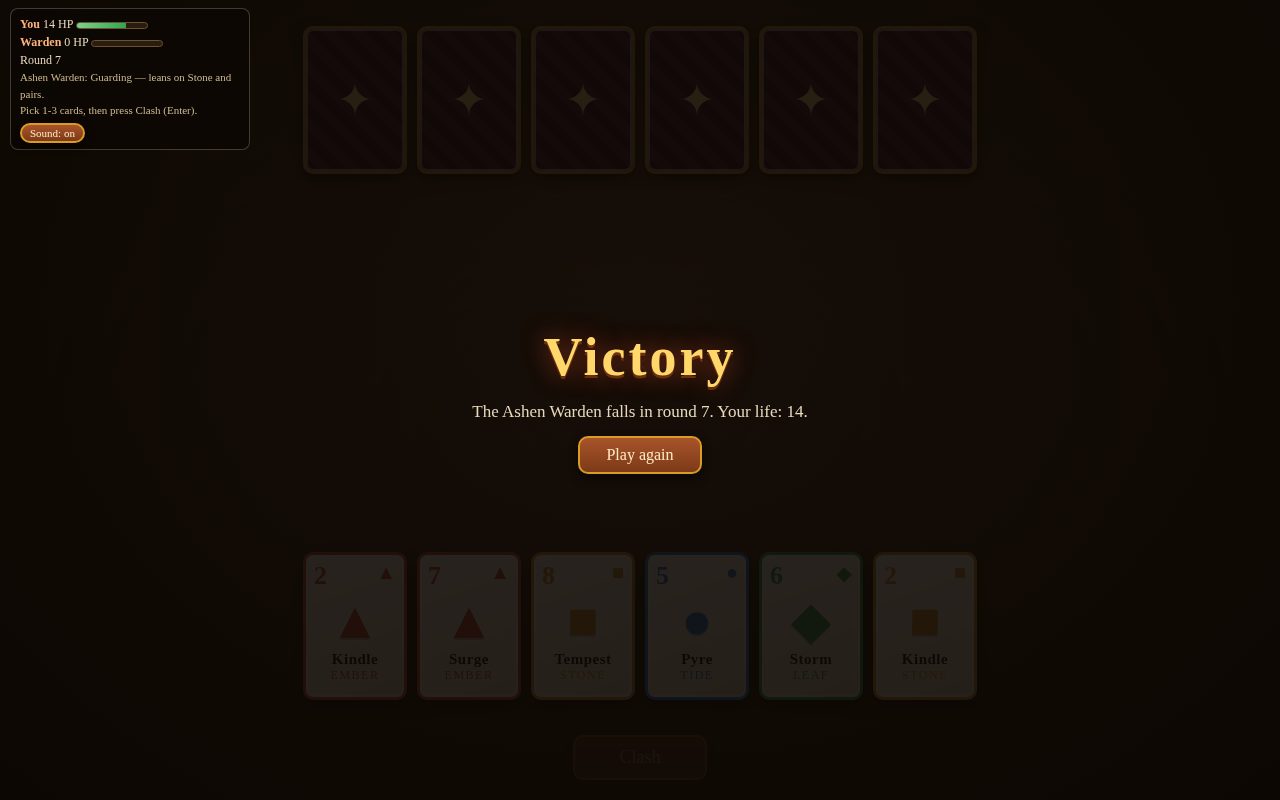 You 14 HP
Warden 0 HP
Round 7
Ashen Warden: Guarding — leans on Stone and
pairs.
Pick 1-3 cards, then press Clash (Enter).
Sound: on
Victory
The Ashen Warden falls in round 7. Your life: 14.
Play again
2
Kindle
EMBER
7
Surge
EMBER
8
Tempest
STONE
5
Pyre
TIDE
6
Storm
LEAF
2
Kindle
STONE
Clash